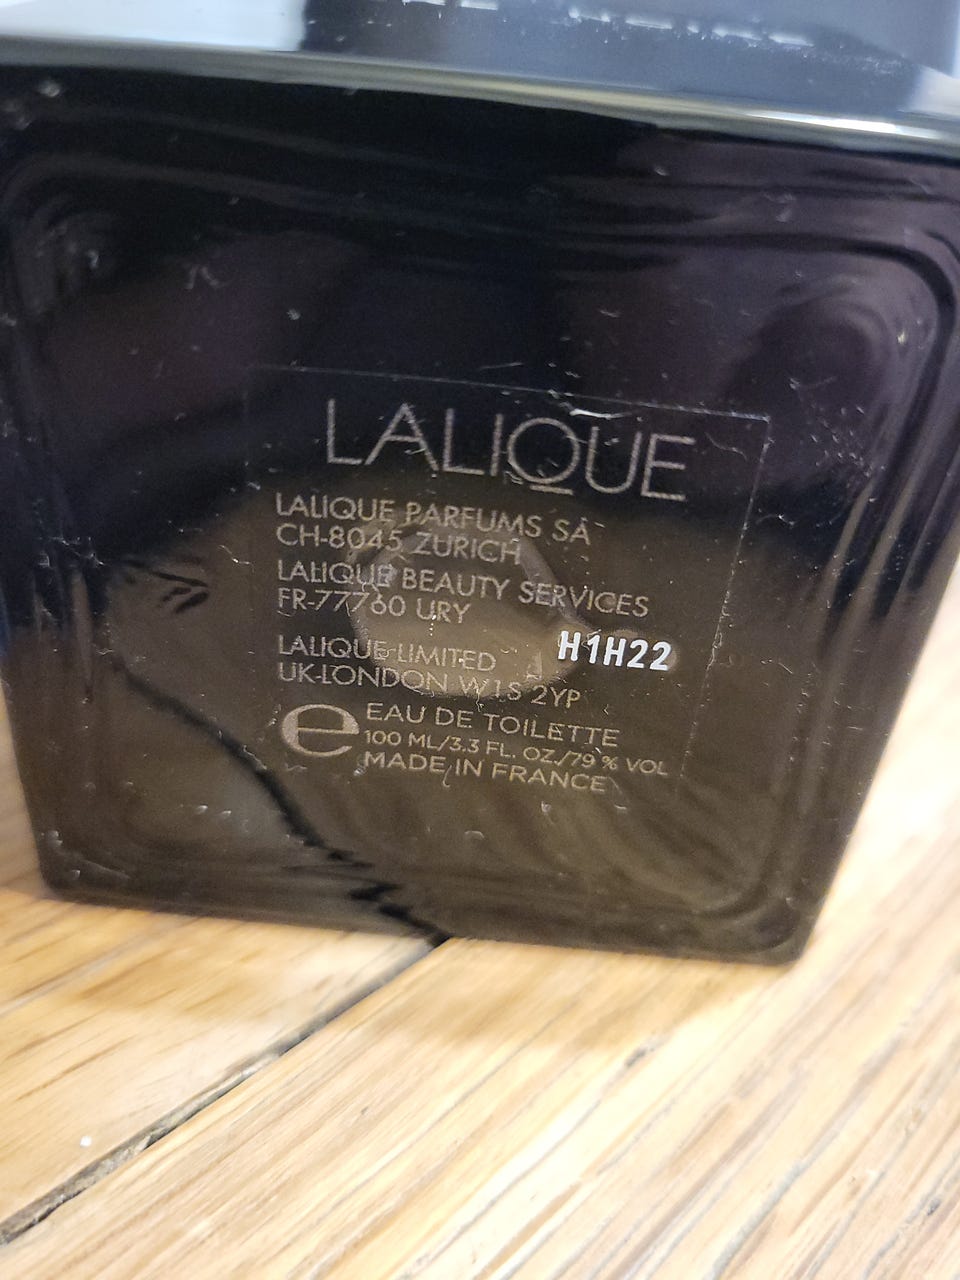 LALIQUE
LALIQUE PARFUMS SA
CH-8045 ZURICH
LALIQUE BEAUTY SERVICES
FR-77760 URY
LALIQUE LIMITED
H1H22
UK-LONDON W1S 2YP
e
EAU DE TOILETTE
100 ML/3.3 FL. OZ./79 % VOL
MADE IN FRANCE